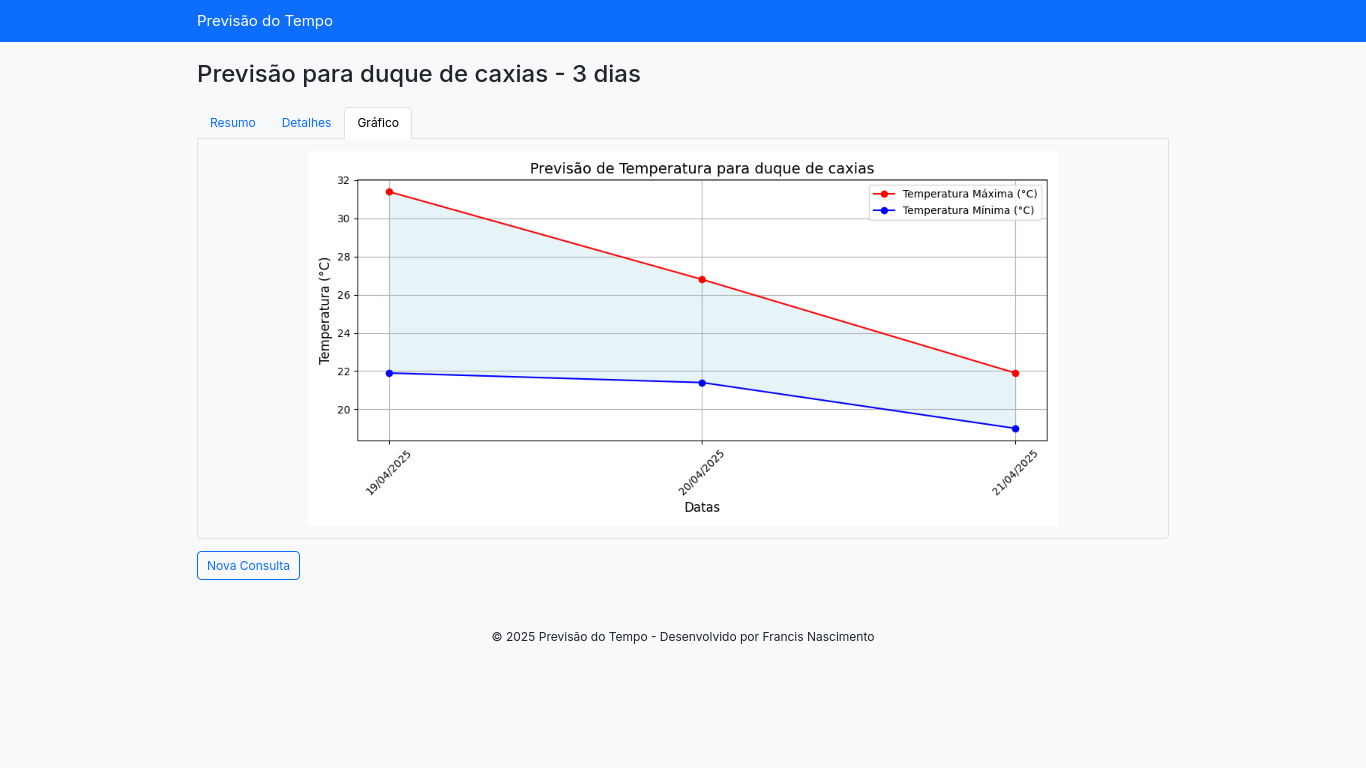 Previsão do Tempo
Previsão para duque de caxias - 3 dias
Resumo Detalhes Gráfico
Previsão de Temperatura para duque de caxias
Temperatura Máxima (°C)
Temperatura Mínima (°C)
32
30
28
26
24
22
20
Temperatura (°C)
19/04/2025 20/04/2025 21/04/2025
Datas
Nova Consulta
© 2025 Previsão do Tempo - Desenvolvido por Francis Nascimento